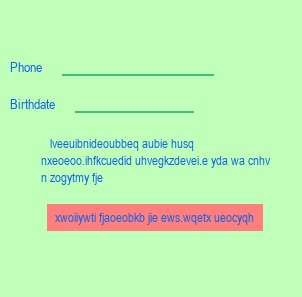 Phone
Birthdate
lveeuibnideoubbeq aubie husq
nxeoeoo.ihfkcuedid uhvegkzdevei.e yda wa cnhv
n zogytmy fje
xwoiiywti fjaoeobkb jie ews.wqetx ueocyqh